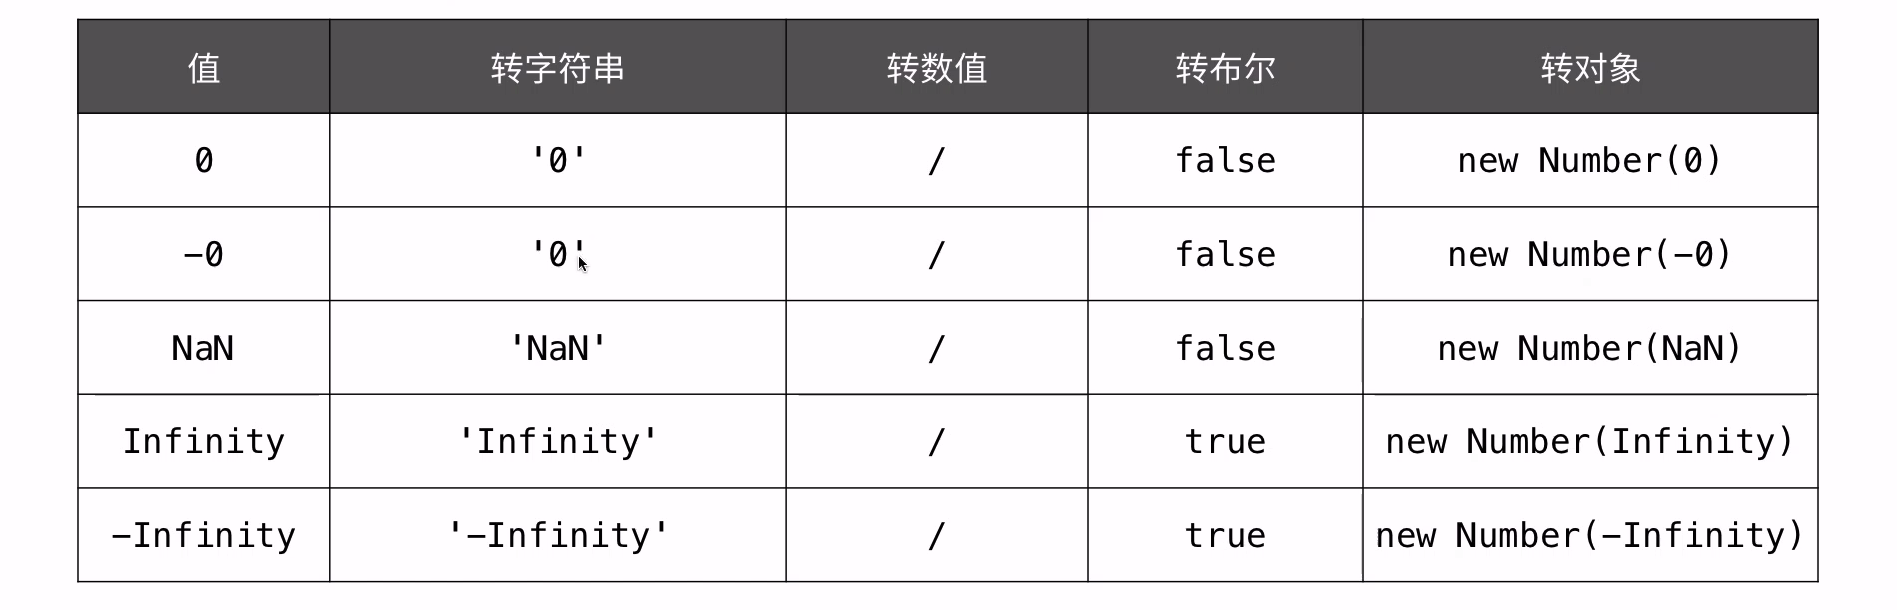 值 转字符串 转数值 转布尔 转对象
0 '0' / false new Number(0)
-0 '0' / false new Number(-0)
NaN 'NaN' / false new Number(NaN)
Infinity 'Infinity' / true new Number(Infinity)
-Infinity '-Infinity' / true new Number(-Infinity)